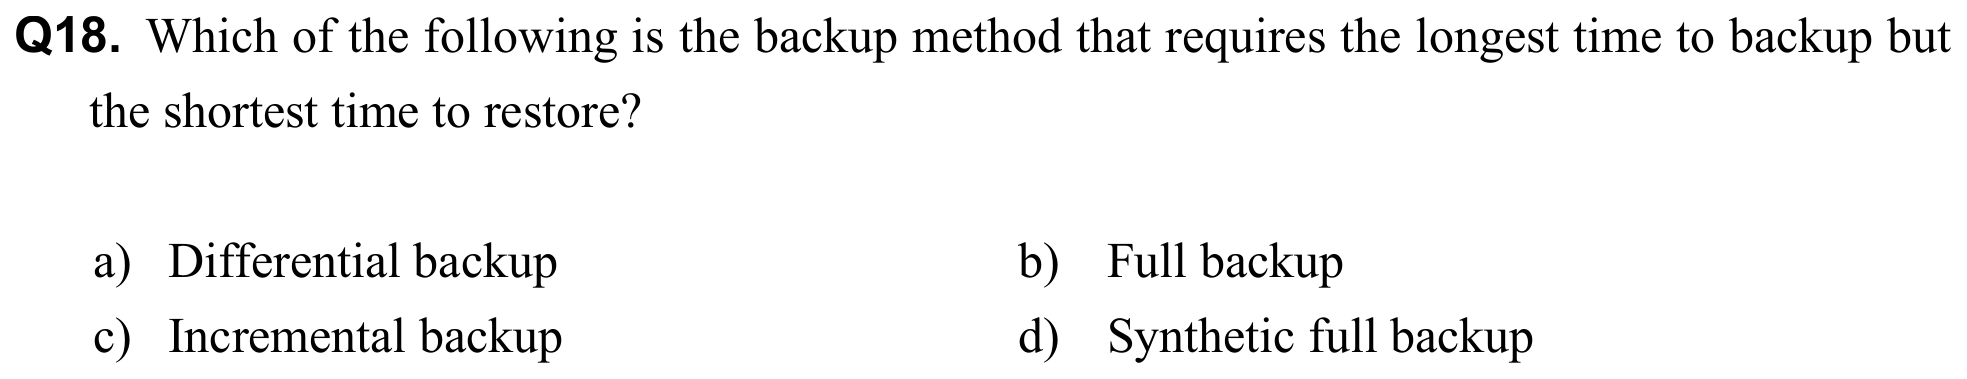 Q18. Which of the following is the backup method that requires the longest time to backup but
the shortest time to restore?
a) Differential backup b) Full backup
c) Incremental backup d) Synthetic full backup